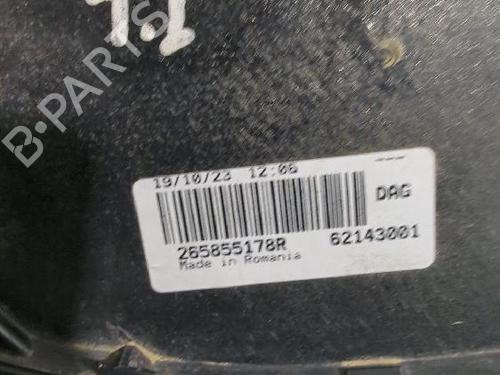 B-PARTS
19/10/23 12:06
DAG
265855178R 62143001
Made in Romania